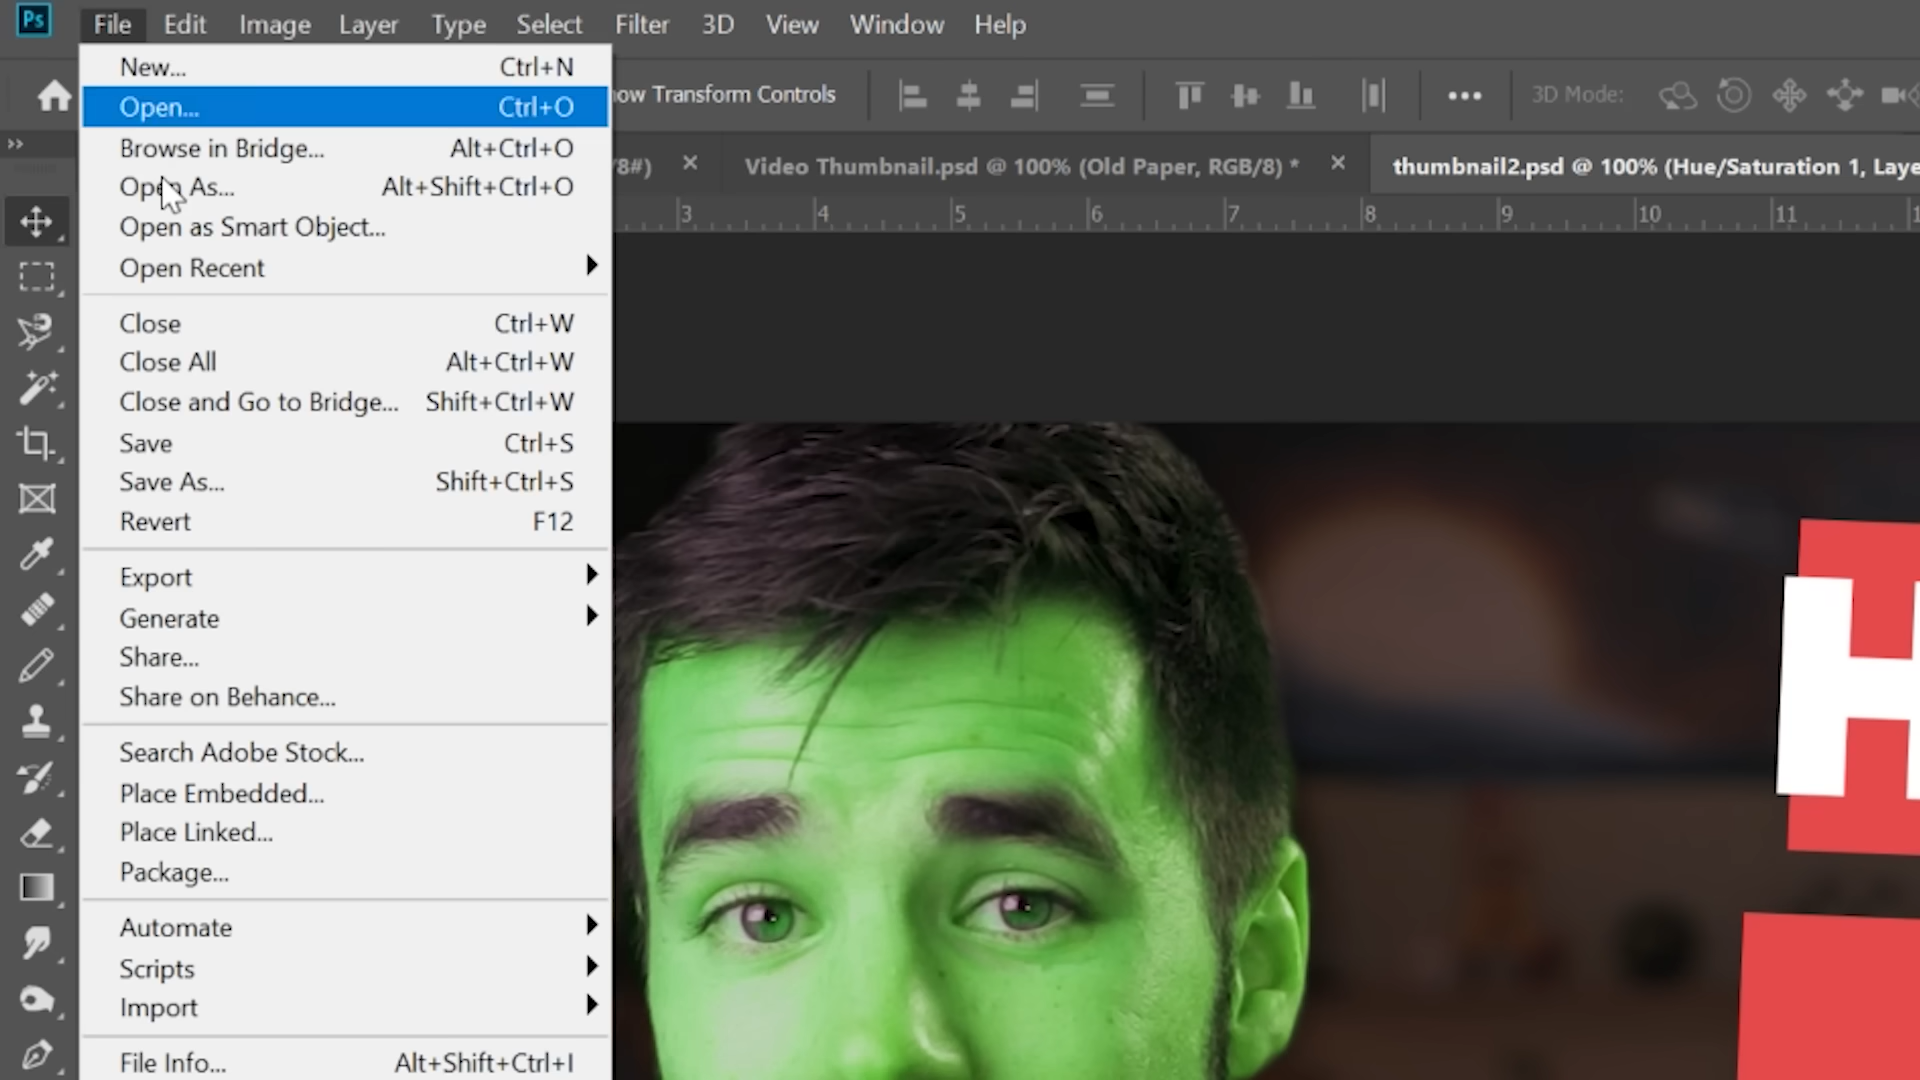 Ps File Edit Image Layer Type Select Filter 3D View Window Help
ow Transform Controls 3D Mode:
/8#) × Video Thumbnail.psd @ 100% (Old Paper, RGB/8) * × thumbnail2.psd @ 100% (Hue/Saturation 1, Laye
3 4 5 6 7 8 9 10 11 1
New... Ctrl+N
Open... Ctrl+O
Browse in Bridge... Alt+Ctrl+O
Open As... Alt+Shift+Ctrl+O
Open as Smart Object...
Open Recent
Close Ctrl+W
Close All Alt+Ctrl+W
Close and Go to Bridge... Shift+Ctrl+W
Save Ctrl+S
Save As... Shift+Ctrl+S
Revert F12
Export
Generate
Share...
Share on Behance...
Search Adobe Stock...
Place Embedded...
Place Linked...
Package...
Automate
Scripts
Import
File Info... Alt+Shift+Ctrl+I
H